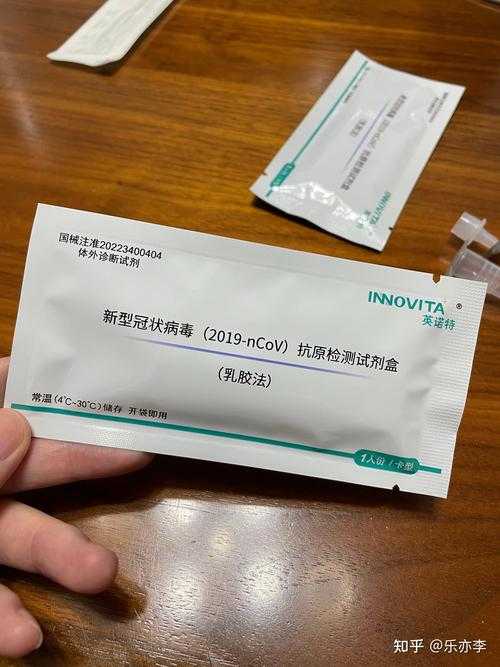 国械注准20223400404
体外诊断试剂
INNOVITA ®
英诺特
新型冠状病毒（2019-nCoV）抗原检测试剂盒
（乳胶法）
常温(4℃~30℃)储存 开袋即用
1人份/卡型
INNOVITA
知乎 @乐亦李